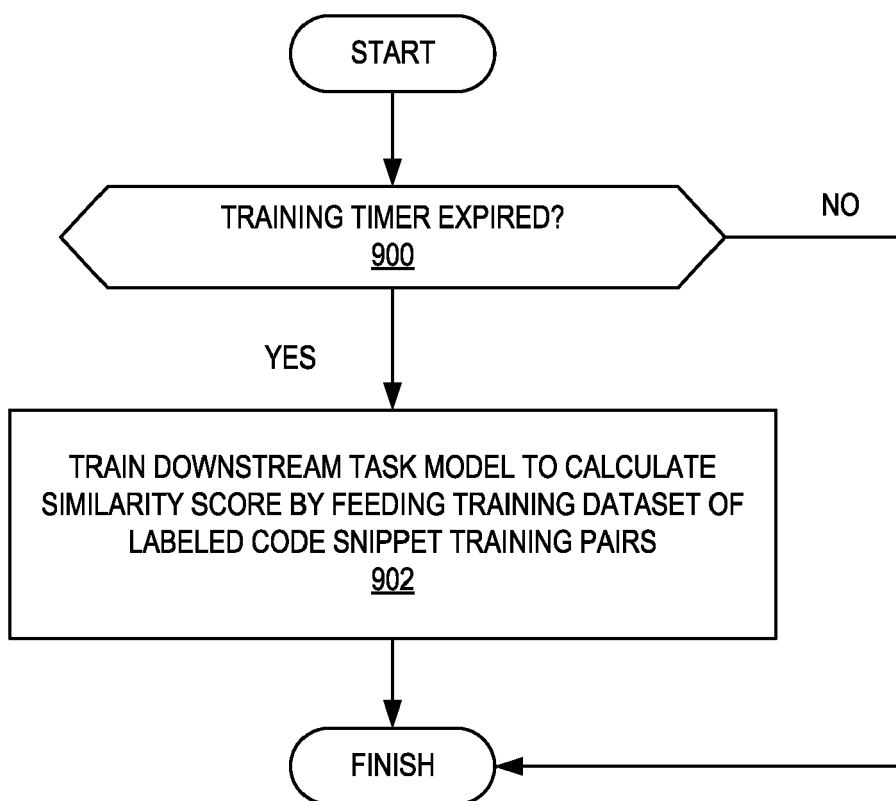 START
TRAINING TIMER EXPIRED?
900
NO
YES
TRAIN DOWNSTREAM TASK MODEL TO CALCULATE
SIMILARITY SCORE BY FEEDING TRAINING DATASET OF
LABELED CODE SNIPPET TRAINING PAIRS
902
FINISH